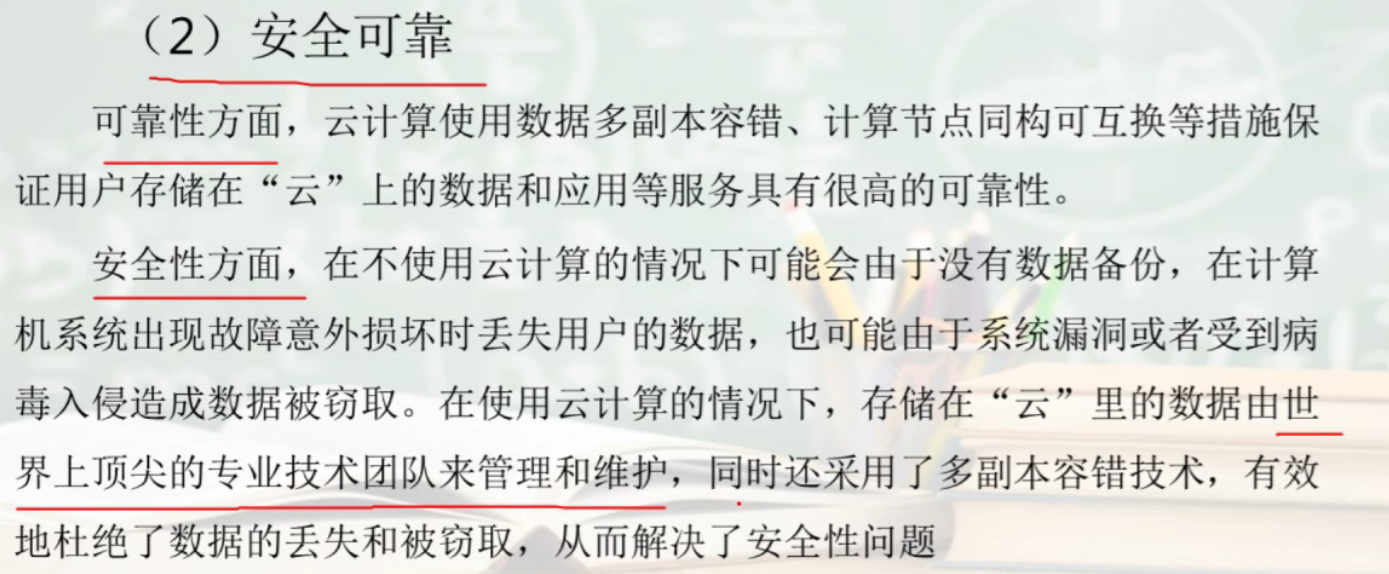 （2）安全可靠
可靠性方面，云计算使用数据多副本容错、计算节点同构可互换等措施保
证用户存储在“云”上的数据和应用等服务具有很高的可靠性。
安全性方面，在不使用云计算的情况下可能会由于没有数据备份，在计算
机系统出现故障意外损坏时丢失用户的数据，也可能由于系统漏洞或者受到病
毒入侵造成数据被窃取。在使用云计算的情况下，存储在“云”里的数据由世
界上顶尖的专业技术团队来管理和维护，同时还采用了多副本容错技术，有效
地杜绝了数据的丢失和被窃取，从而解决了安全性问题